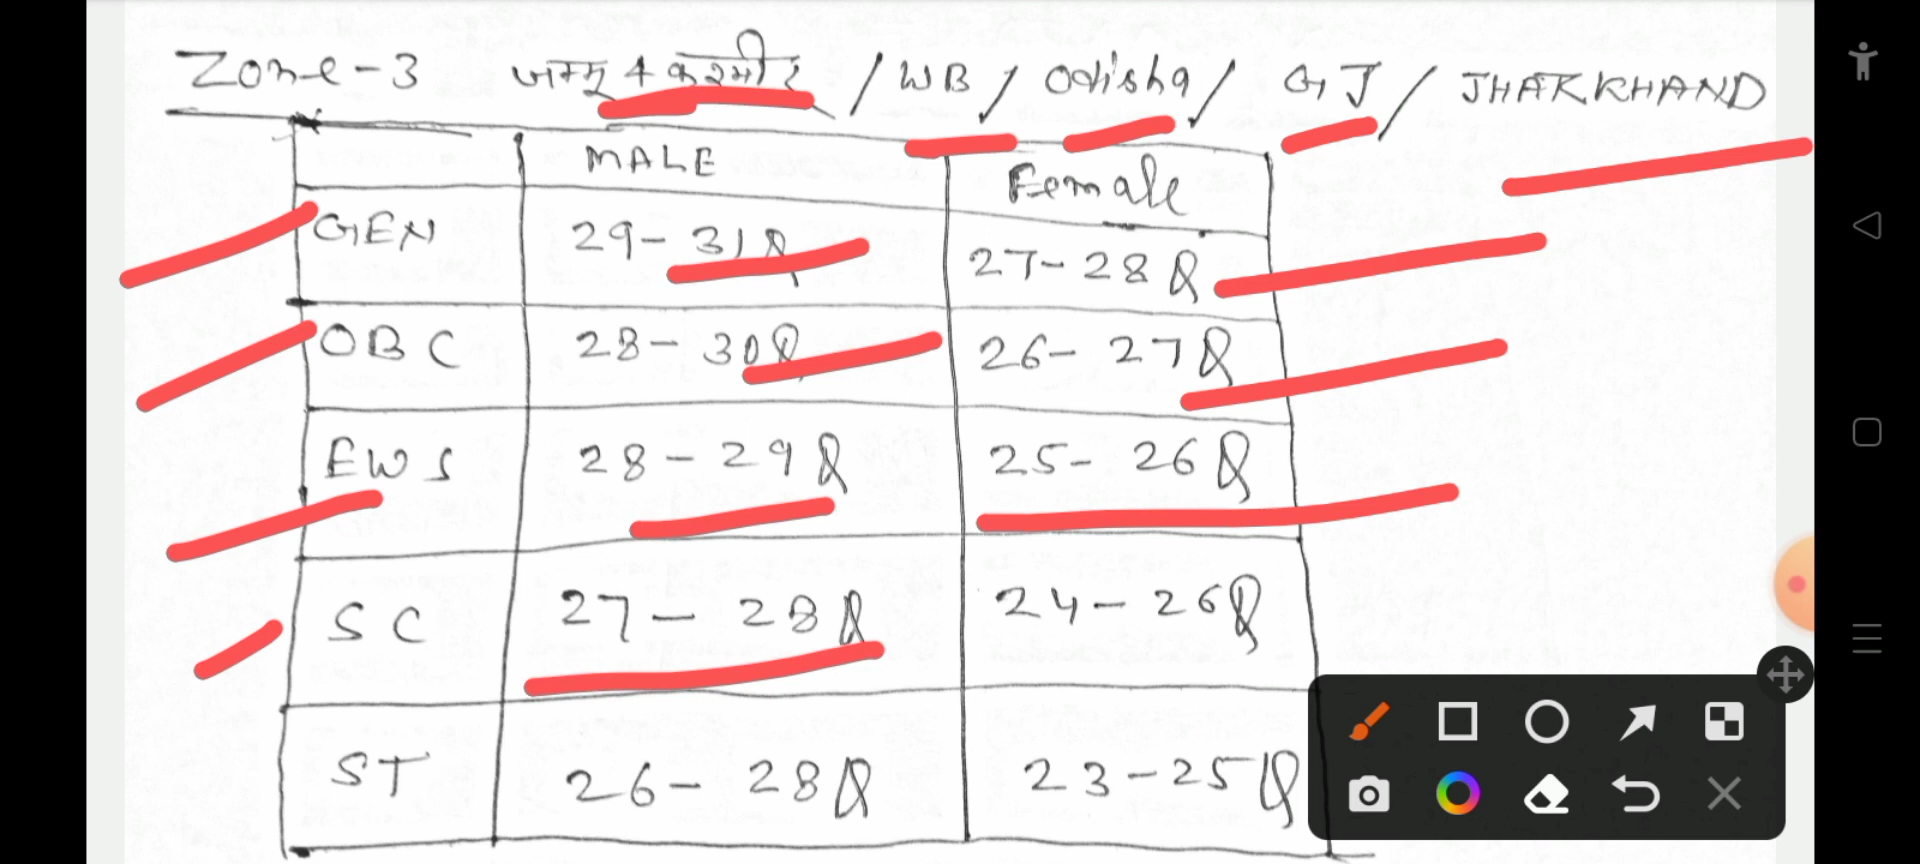 Zone-3 जम्मू & कश्मीर / WB / Odisha / GJ / JHARKHAND
MALE Female
GEN 29-31Q 27-28Q
OBC 28-30Q 26-27Q
EWS 28-29Q 25-26Q
SC 27-28Q 24-26Q
ST 26-28Q 23-25Q